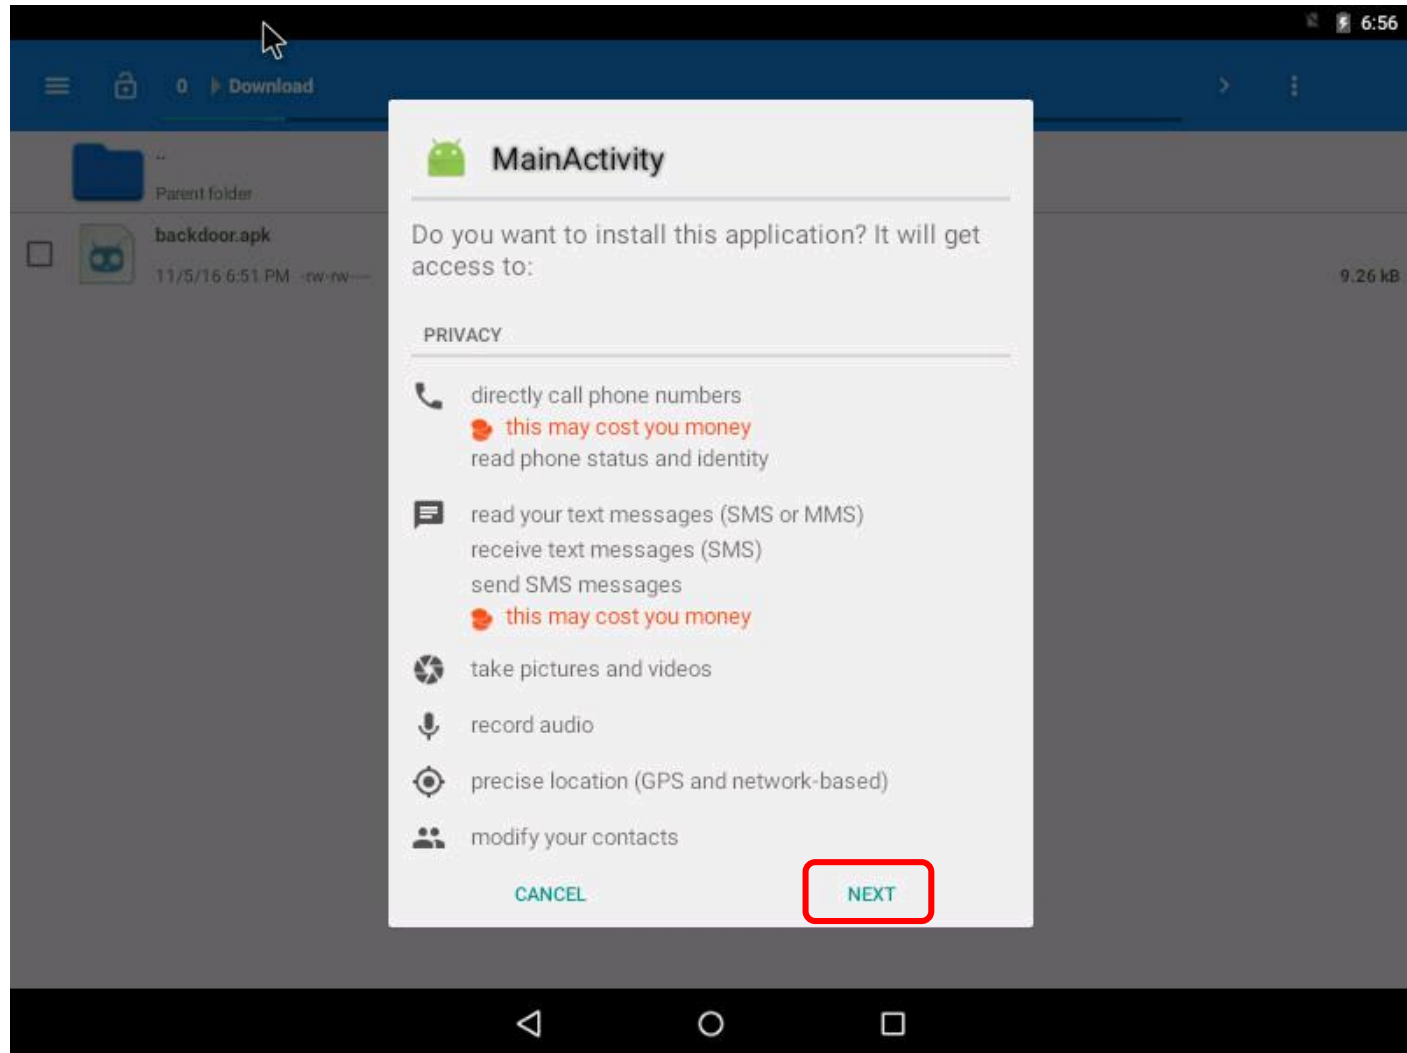 6:56
0 Download
..
Parent folder
backdoor.apk
11/5/16 6:51 PM -rw-rw----
9.26 kB
MainActivity
Do you want to install this application? It will get
access to:
PRIVACY
directly call phone numbers
this may cost you money
read phone status and identity
read your text messages (SMS or MMS)
receive text messages (SMS)
send SMS messages
this may cost you money
take pictures and videos
record audio
precise location (GPS and network-based)
modify your contacts
CANCEL NEXT